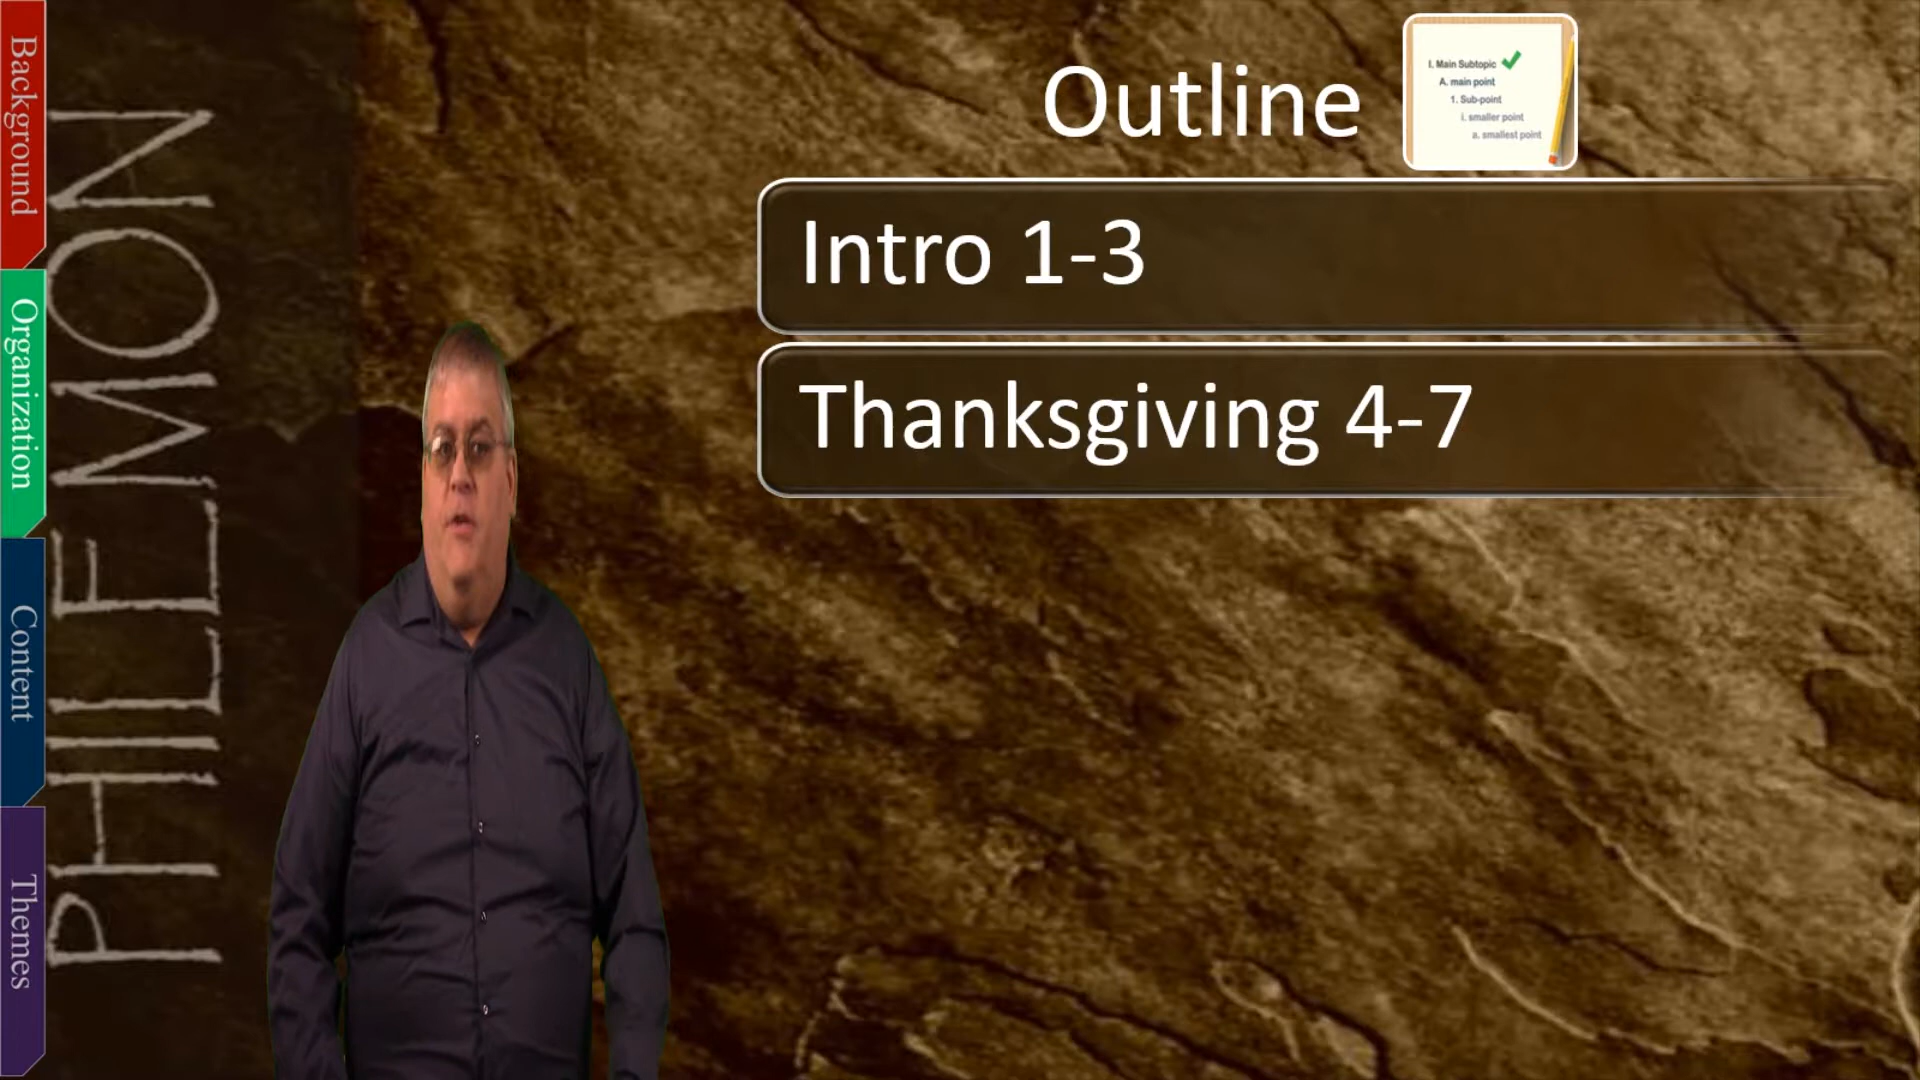 Background
Organization
Content
Themes
PHILEMON
Outline
I. Main Subtopic
A. main point
1. Sub-point
i. smaller point
a. smallest point
Intro 1-3
Thanksgiving 4-7